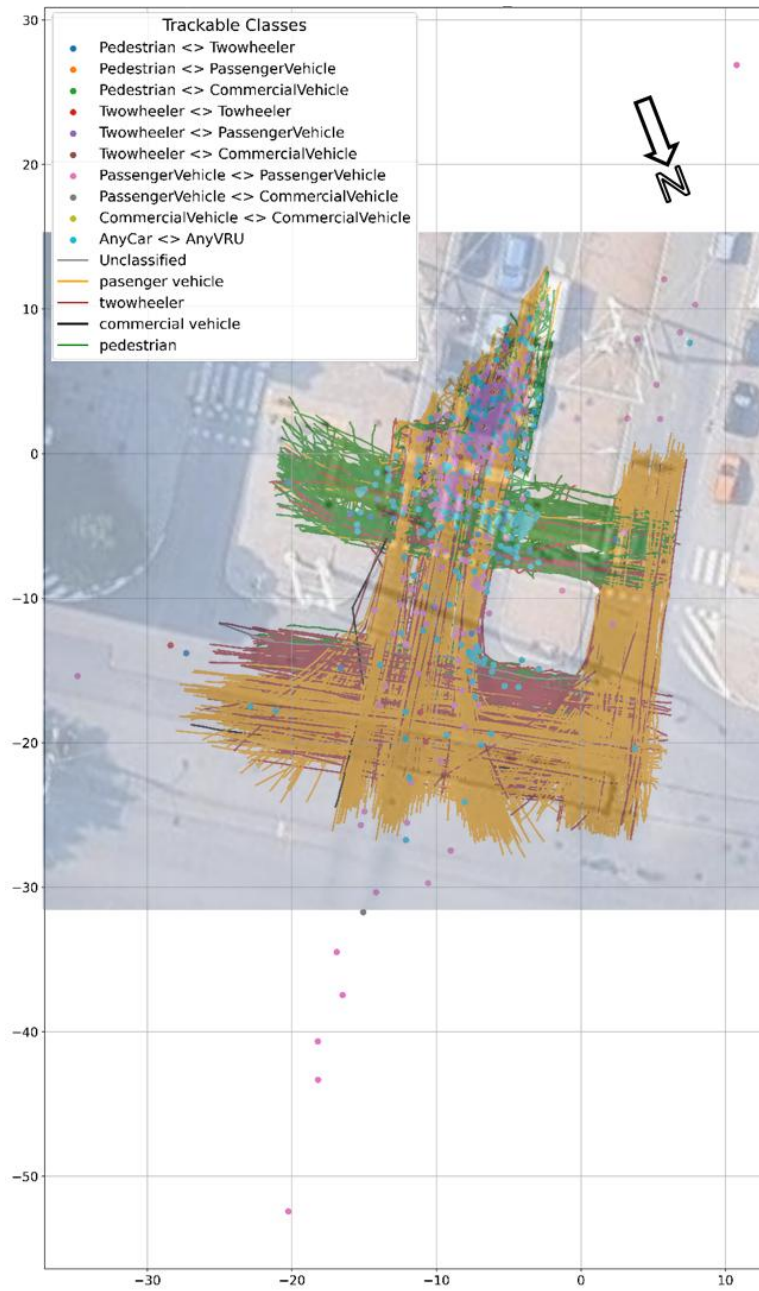 30
20
10
0
−10
−20
−30
−40
−50
Trackable Classes
Pedestrian <> Twowheeler
Pedestrian <> PassengerVehicle
Pedestrian <> CommercialVehicle
Twowheeler <> Towheeler
Twowheeler <> PassengerVehicle
Twowheeler <> CommercialVehicle
PassengerVehicle <> PassengerVehicle
PassengerVehicle <> CommercialVehicle
CommercialVehicle <> CommercialVehicle
AnyCar <> AnyVRU
Unclassified
pasenger vehicle
twowheeler
commercial vehicle
pedestrian
N
−30 −20 −10 0 10